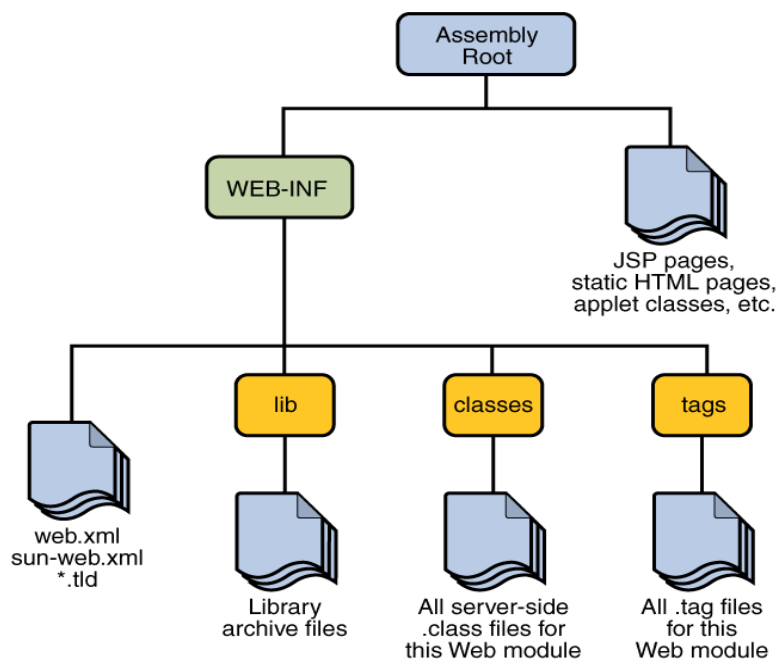 Assembly
Root
WEB-INF
JSP pages,
static HTML pages,
applet classes, etc.
lib
classes
tags
web.xml
sun-web.xml
*.tld
Library
archive files
All server-side
.class files for
this Web module
All .tag files
for this
Web module